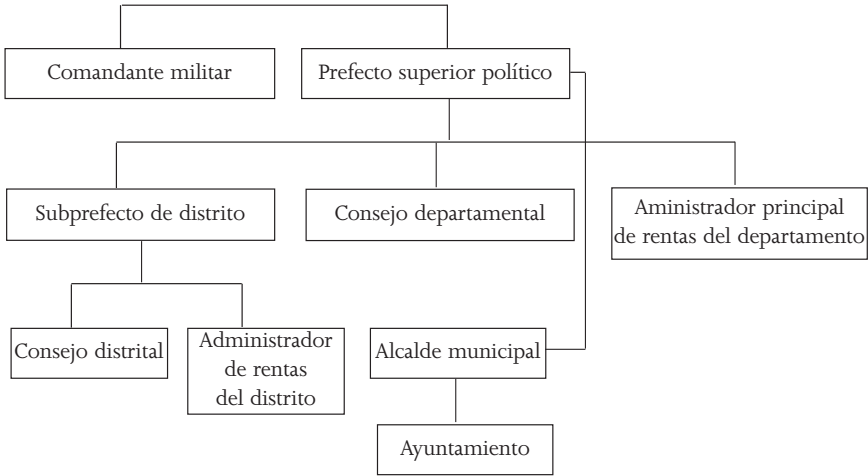 Comandante militar
Prefecto superior político
Subprefecto de distrito
Consejo departamental
Aministrador principal
de rentas del departamento
Consejo distrital
Administrador
de rentas
del distrito
Alcalde municipal
Ayuntamiento